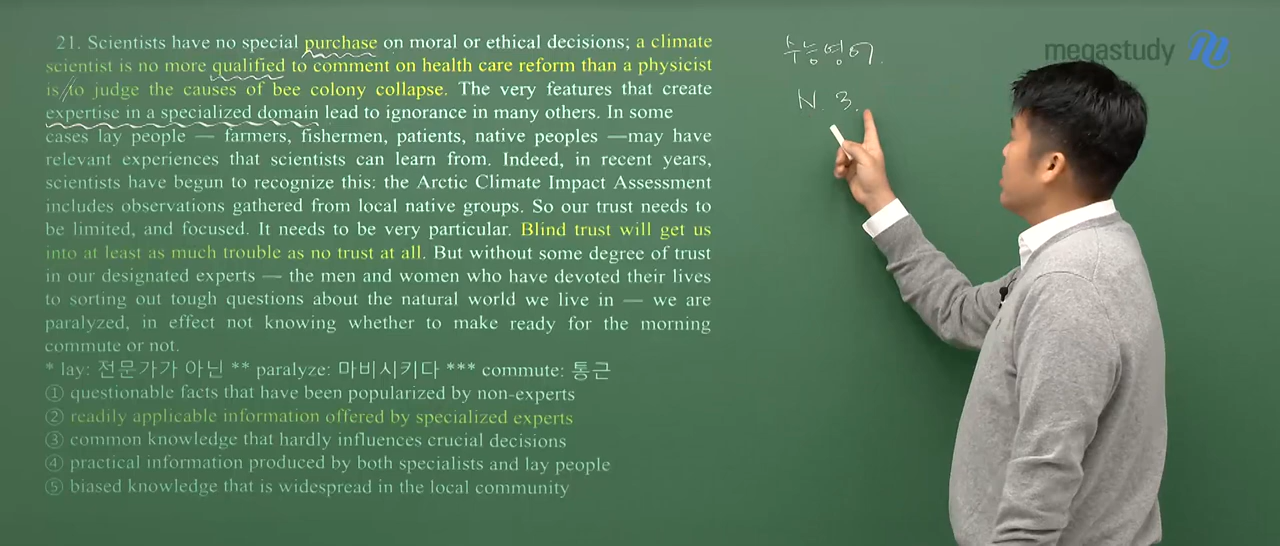 21. Scientists have no special purchase on moral or ethical decisions; a climate
scientist is no more qualified to comment on health care reform than a physicist
is to judge the causes of bee colony collapse. The very features that create
expertise in a specialized domain lead to ignorance in many others. In some
cases lay people — farmers, fishermen, patients, native peoples —may have
relevant experiences that scientists can learn from. Indeed, in recent years,
scientists have begun to recognize this: the Arctic Climate Impact Assessment
includes observations gathered from local native groups. So our trust needs to
be limited, and focused. It needs to be very particular. Blind trust will get us
into at least as much trouble as no trust at all. But without some degree of trust
in our designated experts — the men and women who have devoted their lives
to sorting out tough questions about the natural world we live in — we are
paralyzed, in effect not knowing whether to make ready for the morning
commute or not.
* lay: 전문가가 아닌 ** paralyze: 마비시키다 *** commute: 통근
① questionable facts that have been popularized by non-experts
② readily applicable information offered by specialized experts
③ common knowledge that hardly influences crucial decisions
④ practical information produced by both specialists and lay people
⑤ biased knowledge that is widespread in the local community
수능영어.
N. 3.
megastudy